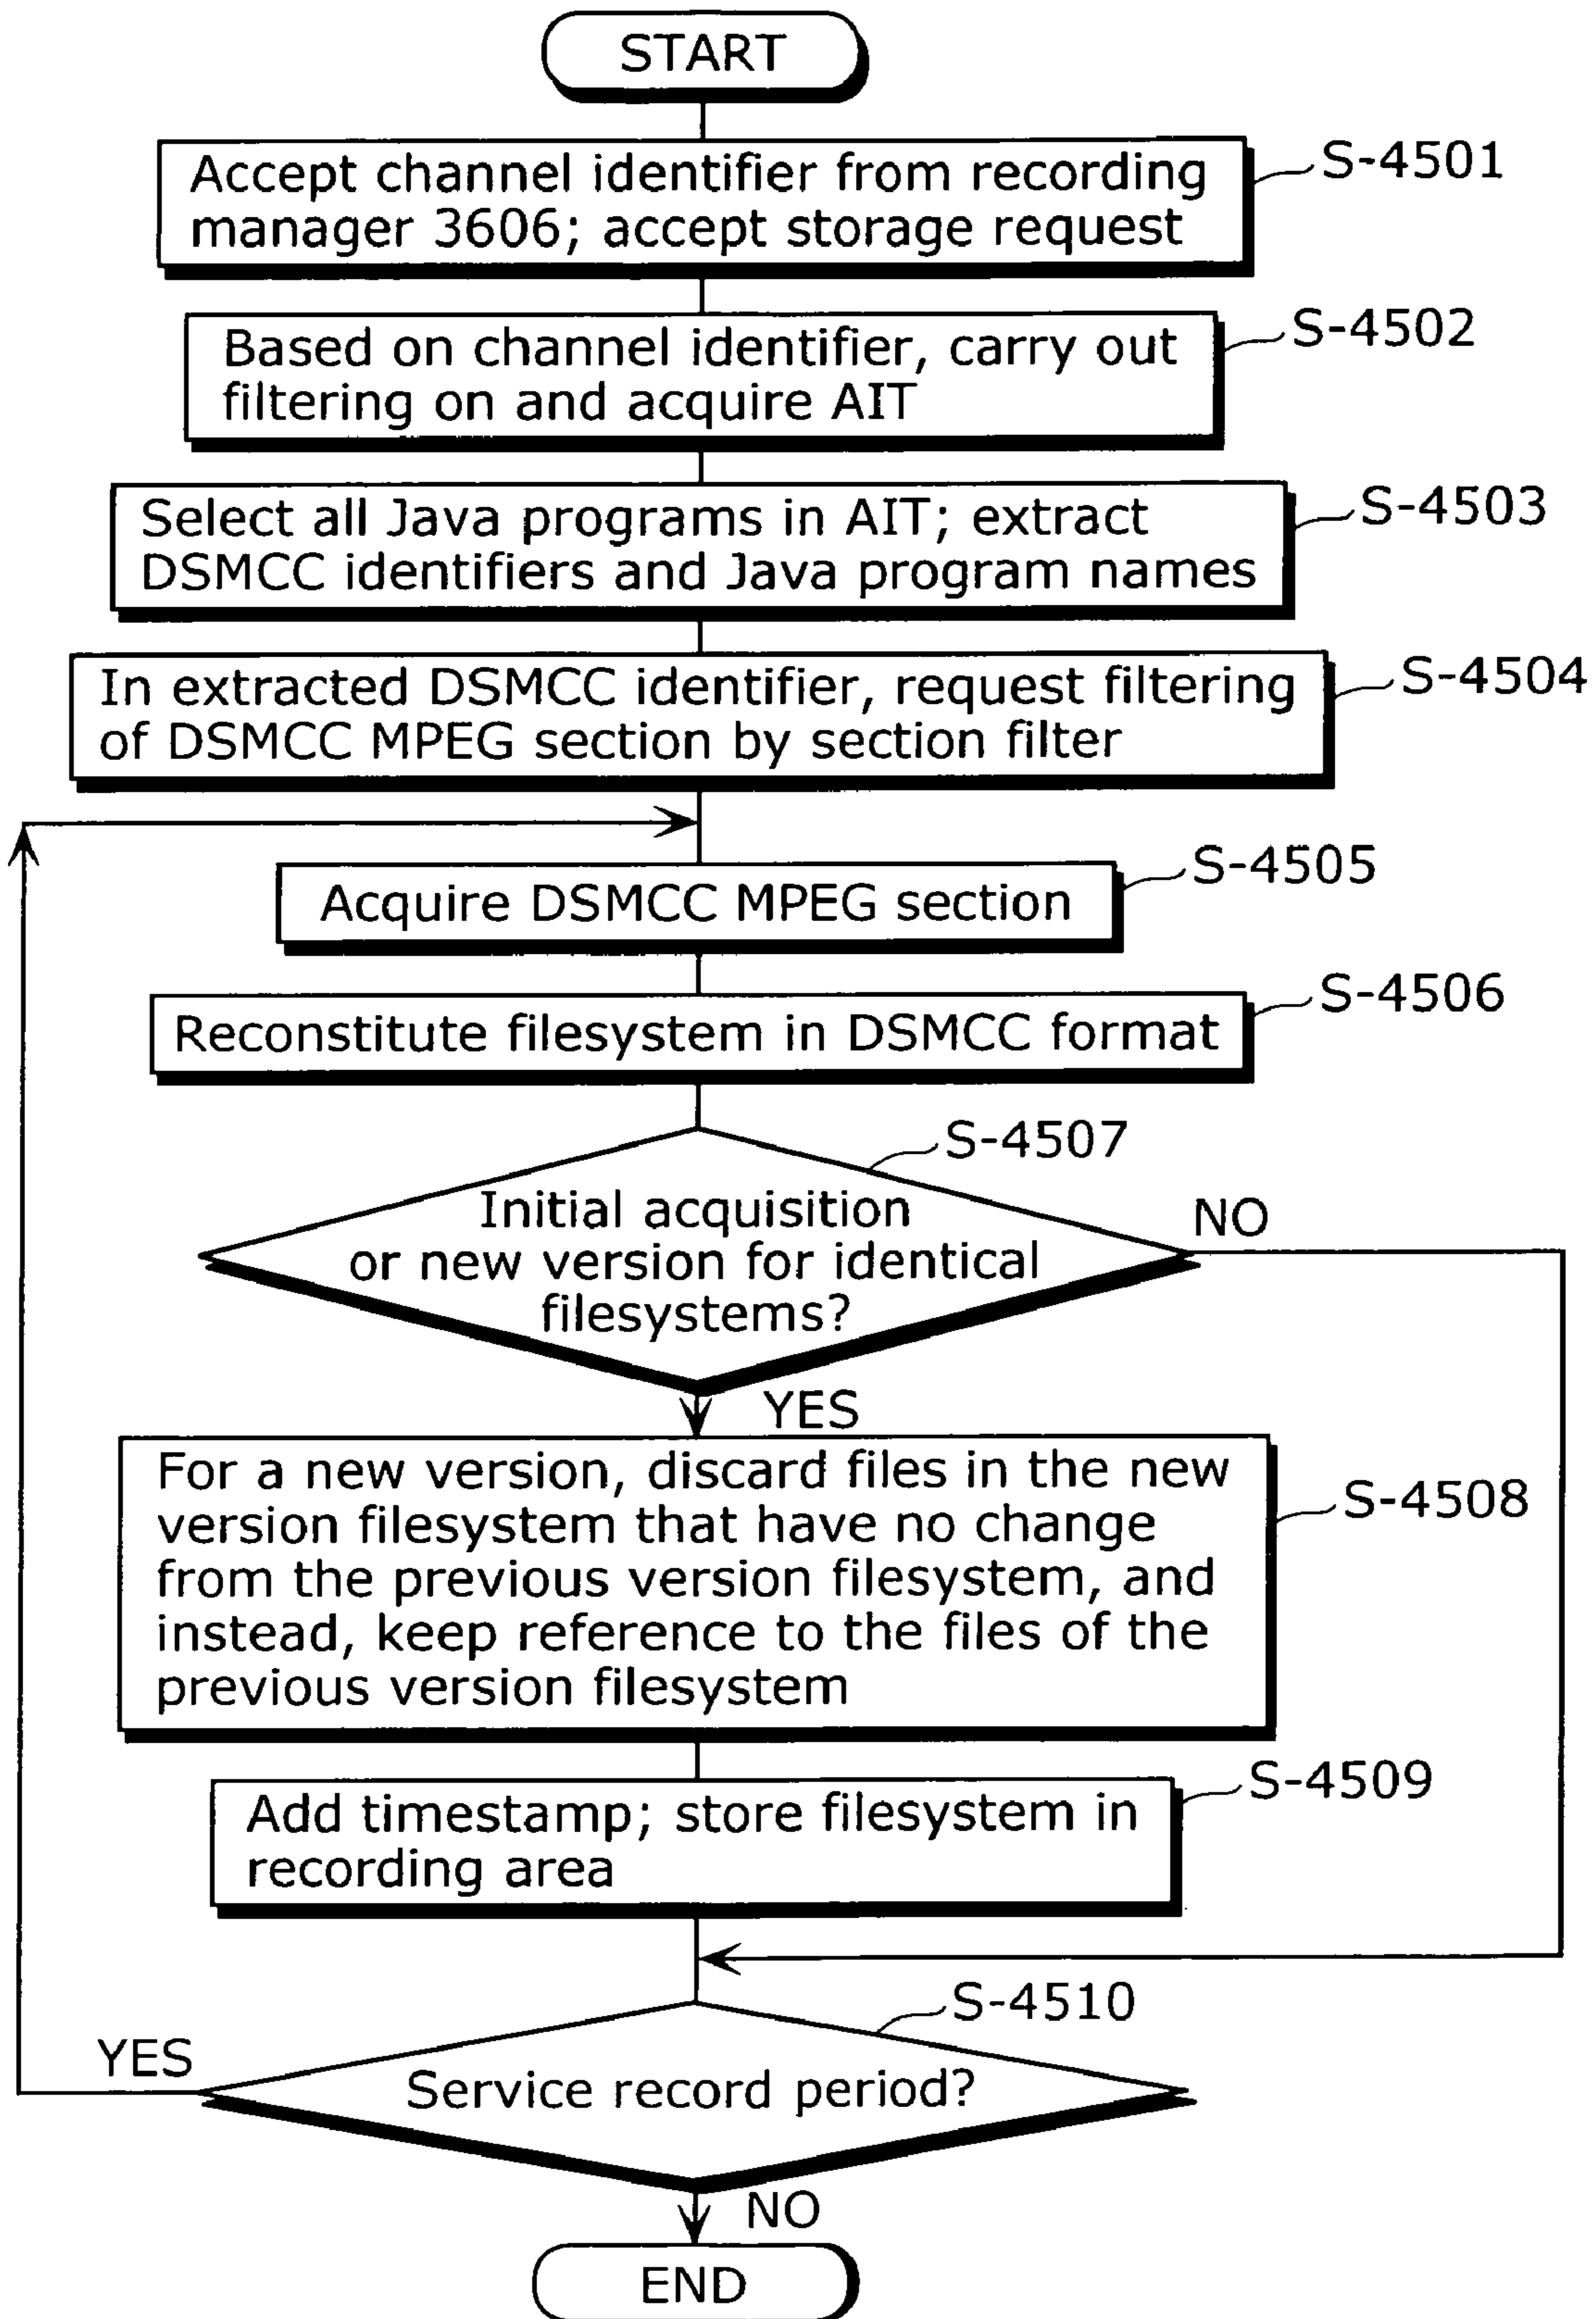 START
Accept channel identifier from recording
manager 3606; accept storage request
S-4501
Based on channel identifier, carry out
filtering on and acquire AIT
S-4502
Select all Java programs in AIT; extract
DSMCC identifiers and Java program names
S-4503
In extracted DSMCC identifier, request filtering
of DSMCC MPEG section by section filter
S-4504
Acquire DSMCC MPEG section
S-4505
Reconstitute filesystem in DSMCC format
S-4506
S-4507
Initial acquisition
or new version for identical
filesystems?
NO
YES
For a new version, discard files in the new
version filesystem that have no change
from the previous version filesystem, and
instead, keep reference to the files of the
previous version filesystem
S-4508
Add timestamp; store filesystem in
recording area
S-4509
S-4510
Service record period?
YES
NO
END